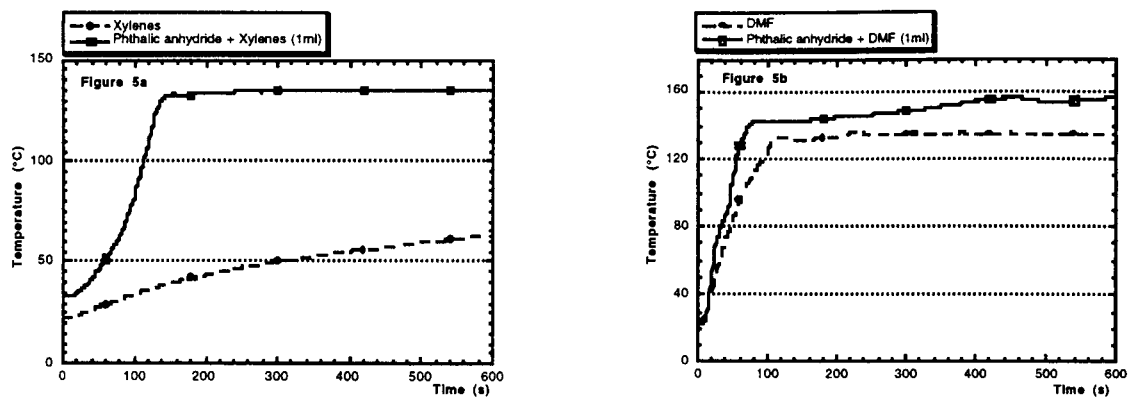 Xylenes
Phthalic anhydride + Xylenes (1ml)
Figure 5a
Temperature (°C)
150
100
50
0
0 100 200 300 400 500 600
Time (s)
DMF
Phthalic anhydride + DMF (1ml)
Figure 5b
Temperature (°C)
160
120
80
40
0
0 100 200 300 400 500 600
Time (s)